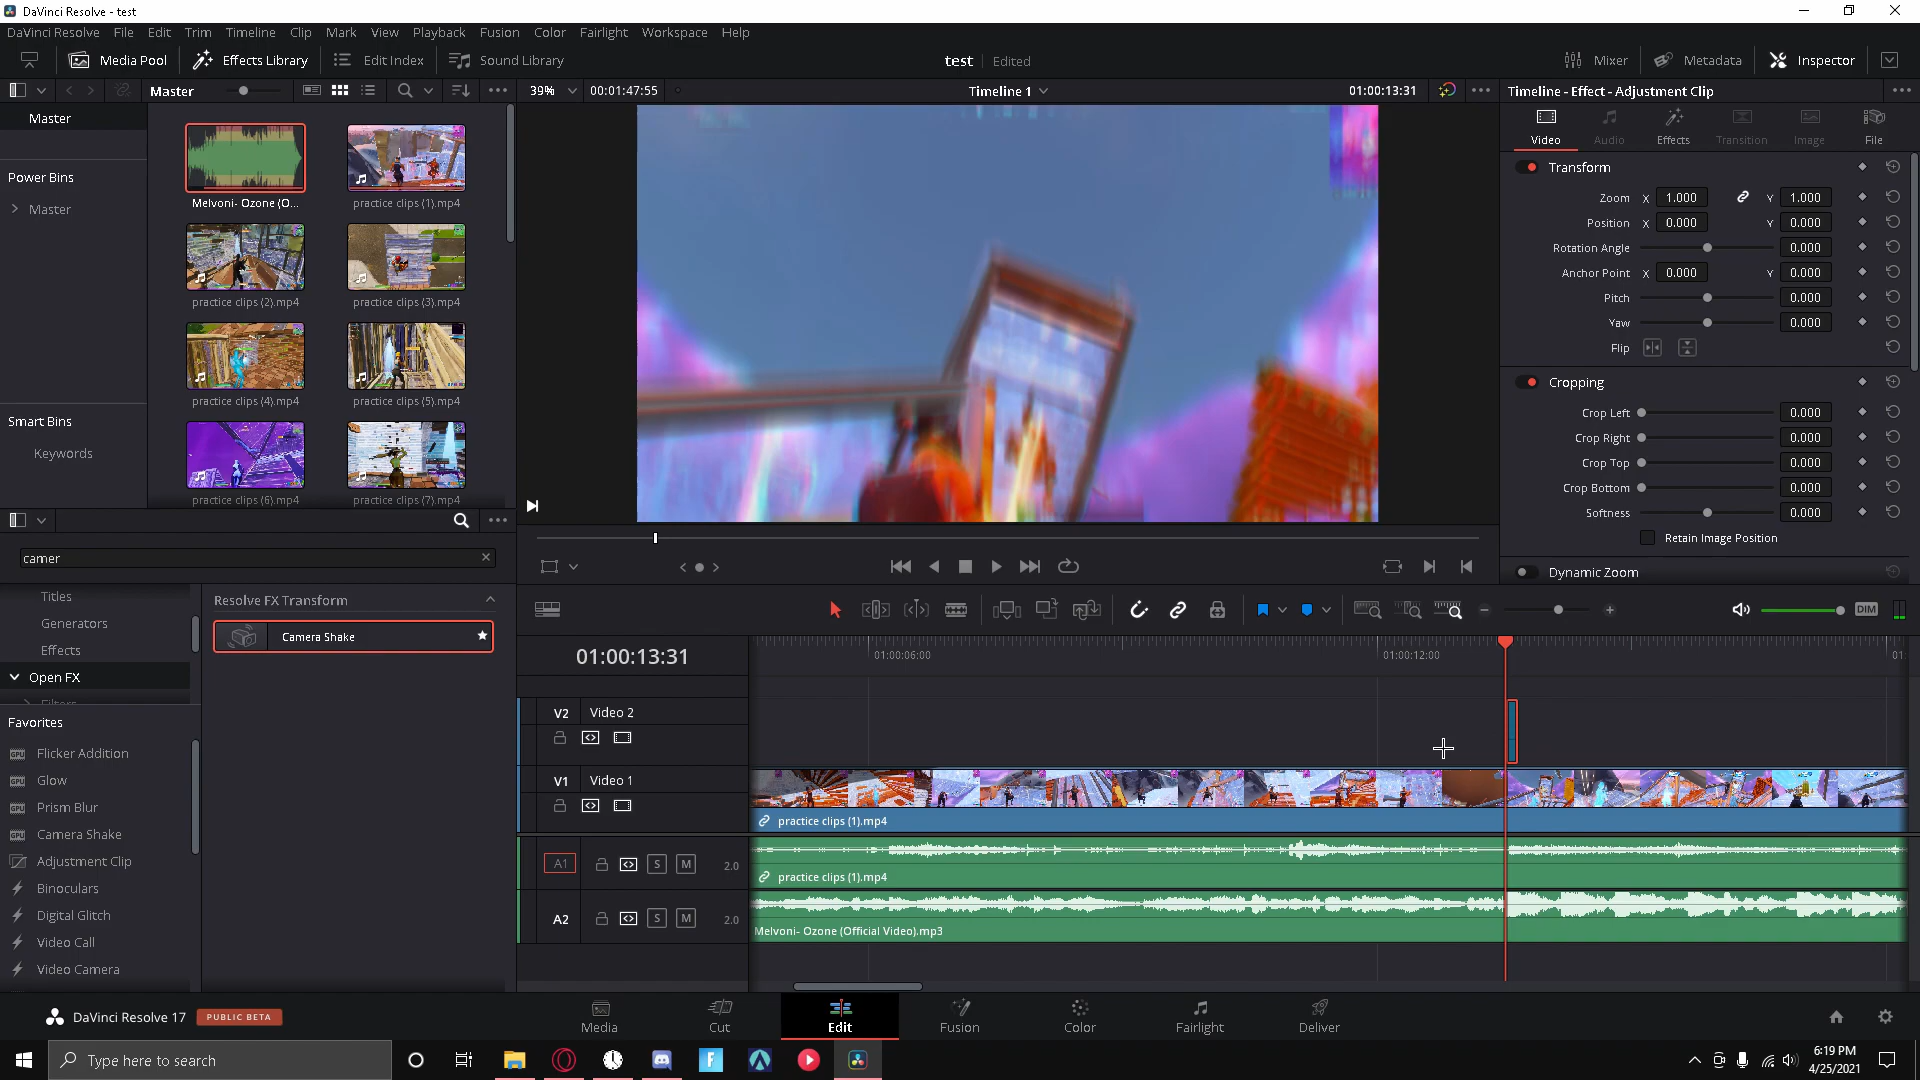 DaVinci Resolve - test
DaVinci Resolve File Edit Trim Timeline Clip Mark View Playback Fusion Color Fairlight Workspace Help
Media Pool Effects Library Edit Index Sound Library test Edited Mixer Metadata Inspector
Master 39% 00:01:47:55 Timeline 1 01:00:13:31 Timeline - Effect - Adjustment Clip
Master
Power Bins
Master
Smart Bins
Keywords
Melvoni- Ozone (O...
practice clips (1).mp4
practice clips (2).mp4
practice clips (3).mp4
practice clips (4).mp4
practice clips (5).mp4
practice clips (6).mp4
practice clips (7).mp4
Video Audio Effects Transition Image File
Transform
Zoom X 1.000 Y 1.000
Position X 0.000 Y 0.000
Rotation Angle 0.000
Anchor Point X 0.000 Y 0.000
Pitch 0.000
Yaw 0.000
Flip
Cropping
Crop Left 0.000
Crop Right 0.000
Crop Top 0.000
Crop Bottom 0.000
Softness 0.000
Retain Image Position
Dynamic Zoom
camer
Titles
Generators
Effects
Open FX
Filters
Favorites
Flicker Addition
Glow
Prism Blur
Camera Shake
Adjustment Clip
Binoculars
Digital Glitch
Video Call
Video Camera
Resolve FX Transform
Camera Shake
DIM
01:00:13:31 01:00:06:00 01:00:12:00 01:
V2 Video 2
V1 Video 1
practice clips (1).mp4
A1 S M 2.0
practice clips (1).mp4
A2 S M 2.0
Melvoni- Ozone (Official Video).mp3
DaVinci Resolve 17 PUBLIC BETA
Media Cut Edit Fusion Color Fairlight Deliver
Type here to search
6:19 PM
4/25/2021